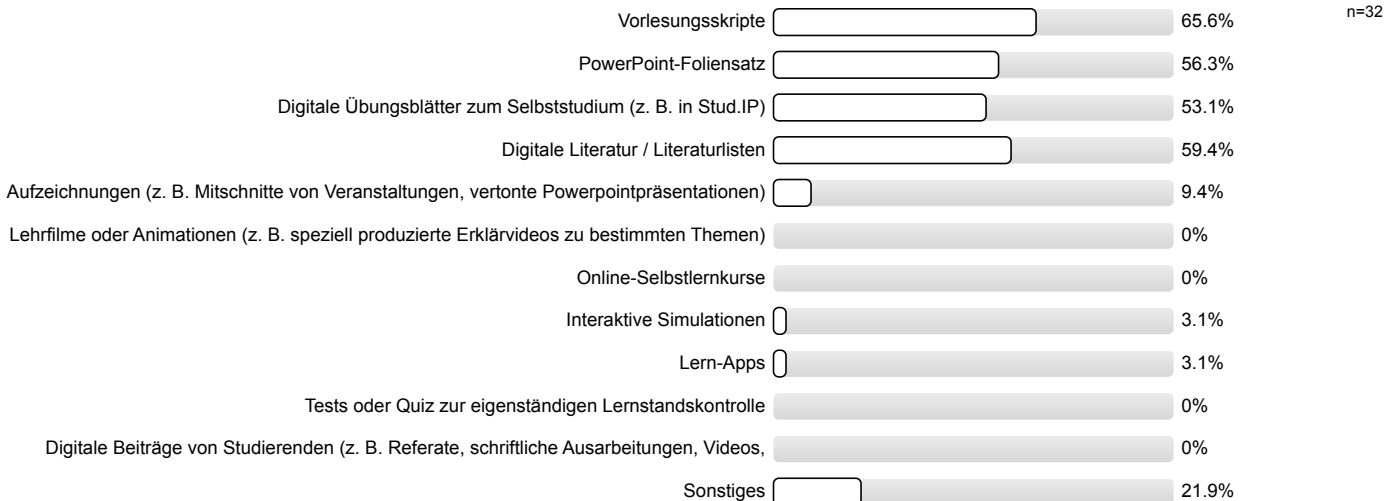 Vorlesungsskripte 65.6% n=32
PowerPoint-Foliensatz 56.3%
Digitale Übungsblätter zum Selbststudium (z. B. in Stud.IP) 53.1%
Digitale Literatur / Literaturlisten 59.4%
Aufzeichnungen (z. B. Mitschnitte von Veranstaltungen, vertonte Powerpointpräsentationen) 9.4%
Lehrfilme oder Animationen (z. B. speziell produzierte Erklärvideos zu bestimmten Themen) 0%
Online-Selbstlernkurse 0%
Interaktive Simulationen 3.1%
Lern-Apps 3.1%
Tests oder Quiz zur eigenständigen Lernstandskontrolle 0%
Digitale Beiträge von Studierenden (z. B. Referate, schriftliche Ausarbeitungen, Videos, 0%
Sonstiges 21.9%